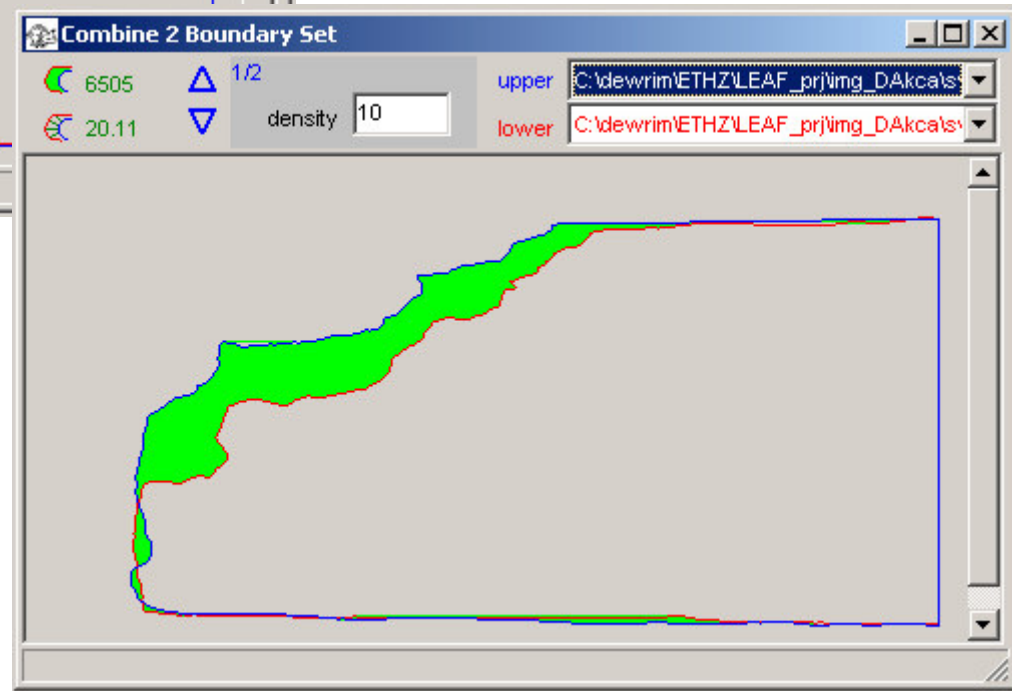 Combine 2 Boundary Set
6505
1/2
upper
C:\dewrim\ETHZ\LEAF_prj\img_DAkca\s
20.11
density
10
lower
C:\dewrim\ETHZ\LEAF_prj\img_DAkca\s